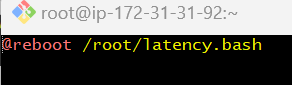 root@ip-172-31-31-92:~
@reboot /root/latency.bash